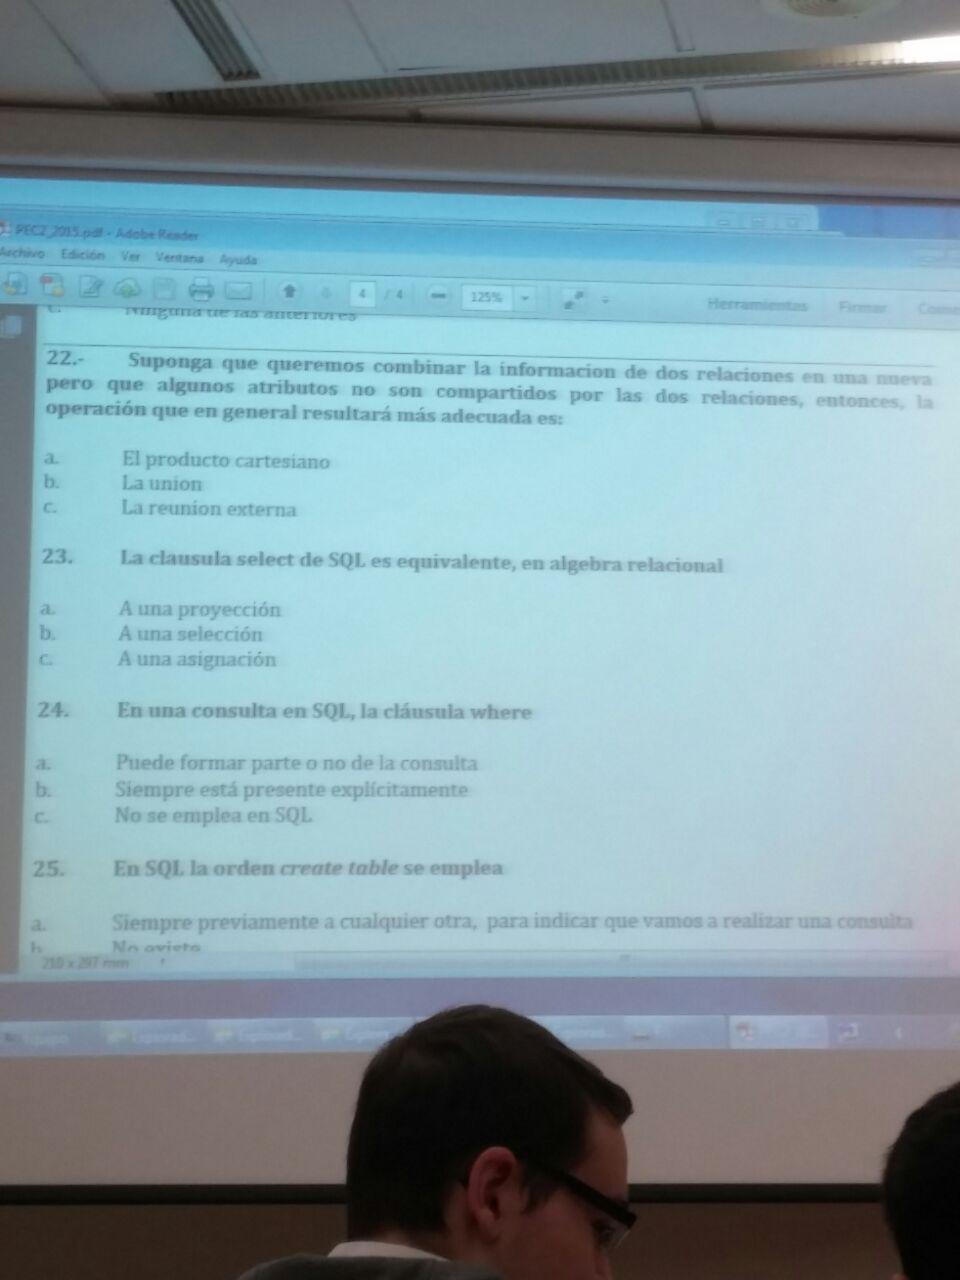 PEC2_2015.pdf - Adobe Reader
Archivo Edición Ver Ventana Ayuda
4 / 4 125% Herramientas Firmar
Ninguna de las anteriores
22.- Suponga que queremos combinar la informacion de dos relaciones en una nueva
pero que algunos atributos no son compartidos por las dos relaciones, entonces, la
operación que en general resultará más adecuada es:
a. El producto cartesiano
b. La union
c. La reunion externa
23. La clausula select de SQL es equivalente, en algebra relacional
a. A una proyección
b. A una selección
c. A una asignación
24. En una consulta en SQL, la cláusula where
a. Puede formar parte o no de la consulta
b. Siempre está presente explícitamente
c. No se emplea en SQL
25. En SQL la orden create table se emplea
a. Siempre previamente a cualquier otra, para indicar que vamos a realizar una consulta
b. No existe
210 x 297 mm